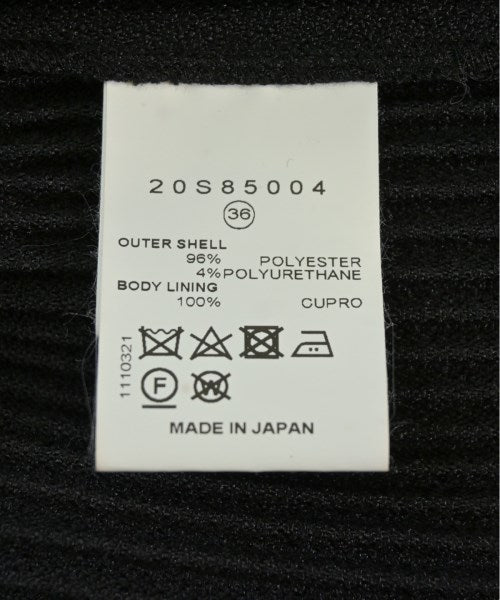 20S85004
36
OUTER SHELL
96% POLYESTER
4% POLYURETHANE
BODY LINING
100% CUPRO
1110321
F W
MADE IN JAPAN